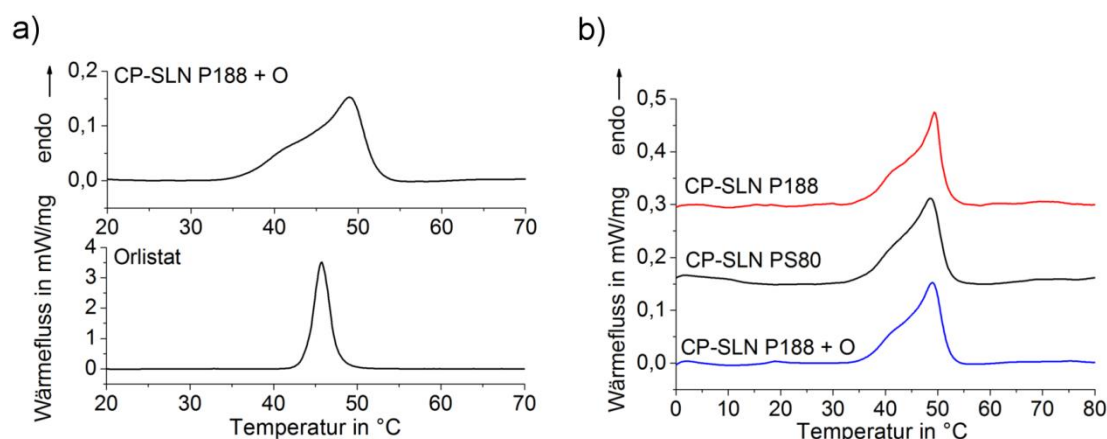 a)
endo
Wärmefluss in mW/mg
CP-SLN P188 + O
0,2
0,1
0,0
20 30 40 50 60 70
Orlistat
4
3
2
1
0
20 30 40 50 60 70
Temperatur in °C
b)
endo
Wärmefluss in mW/mg
0,5
0,4
0,3
0,2
0,1
0,0
CP-SLN P188
CP-SLN PS80
CP-SLN P188 + O
0 10 20 30 40 50 60 70 80
Temperatur in °C